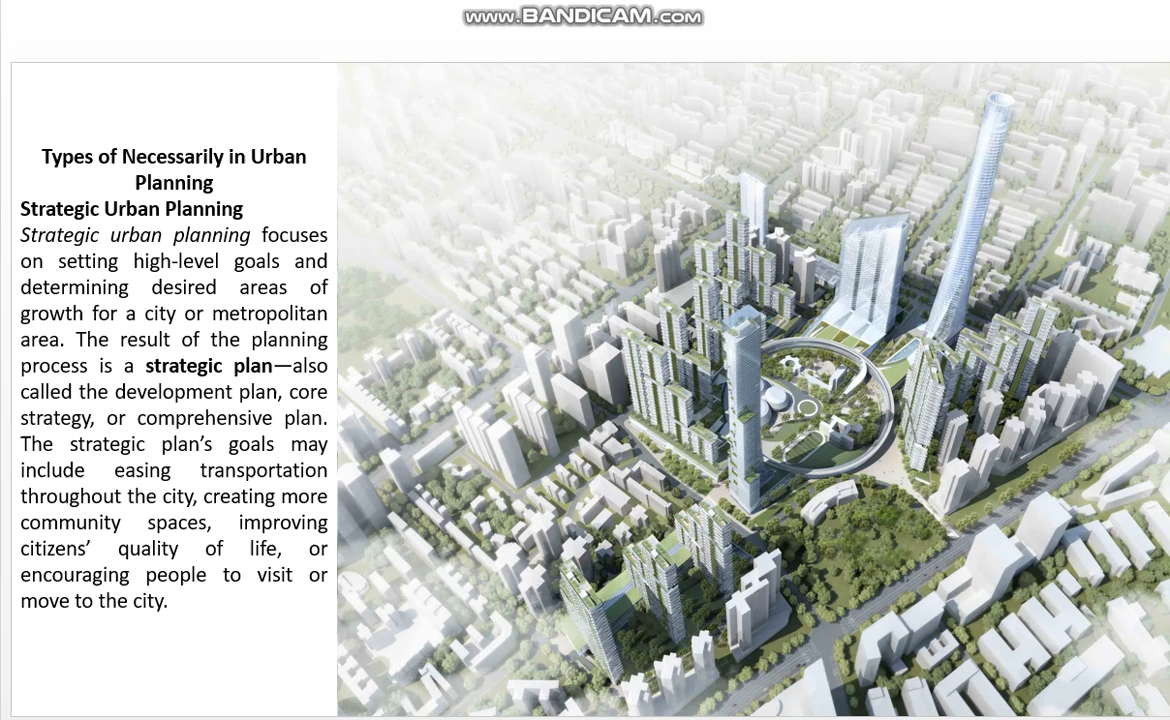 www.BANDICAM.com
Types of Necessarily in Urban
Planning
Strategic Urban Planning
Strategic urban planning focuses
on setting high-level goals and
determining desired areas of
growth for a city or metropolitan
area. The result of the planning
process is a strategic plan—also
called the development plan, core
strategy, or comprehensive plan.
The strategic plan’s goals may
include easing transportation
throughout the city, creating more
community spaces, improving
citizens’ quality of life, or
encouraging people to visit or
move to the city.